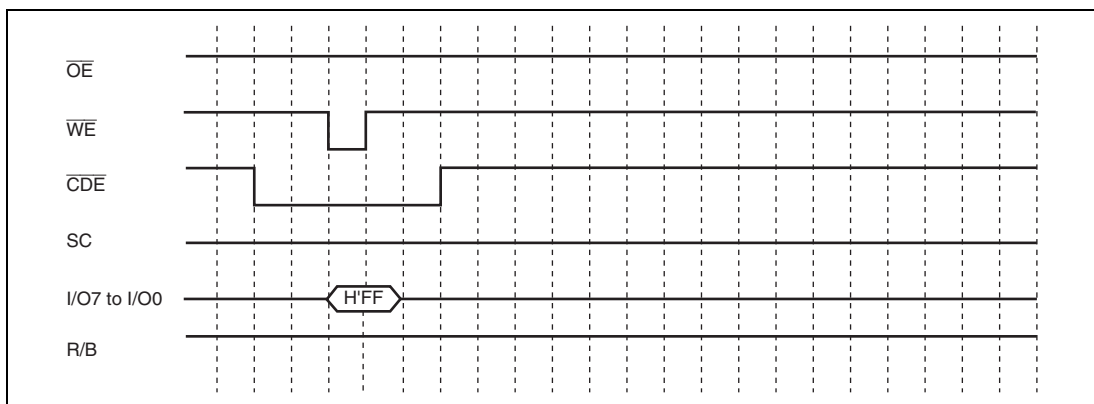 OE
WE
CDE
SC
I/O7 to I/O0
H'FF
R/B